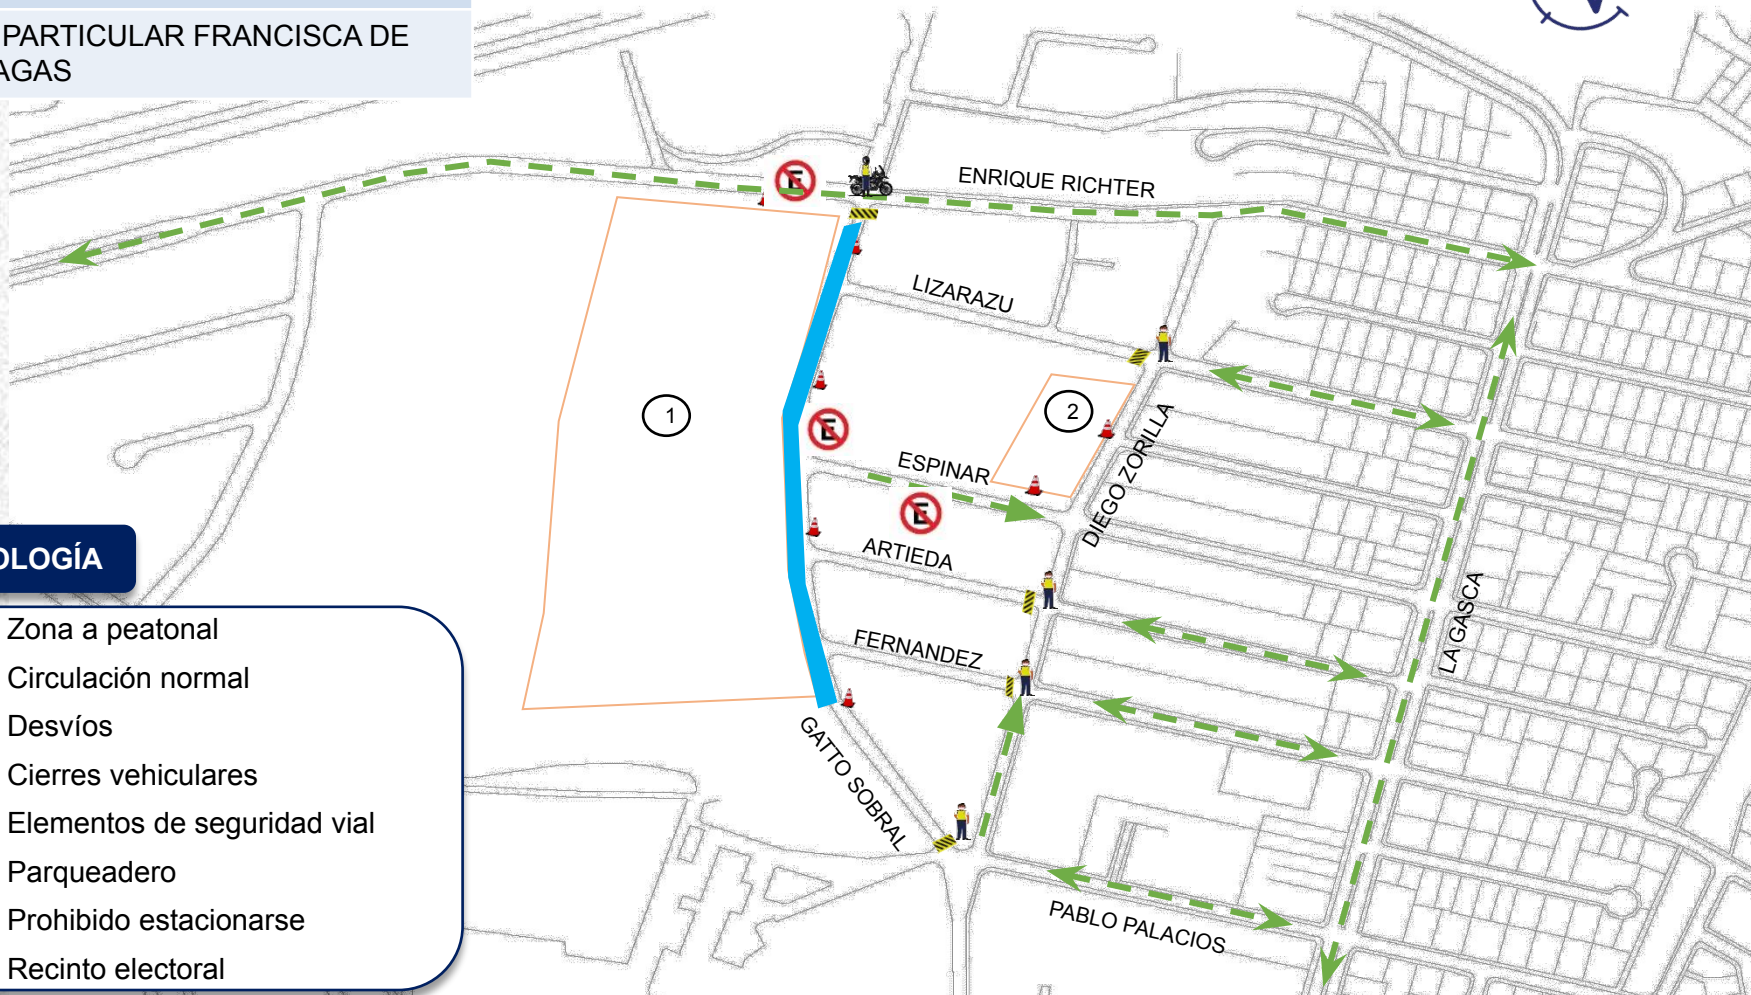 PARTICULAR FRANCISCA DE
AGAS
ENRIQUE RICHTER
LIZARAZU
1
2
ESPINAR
DIEGO ZORILLA
ARTIEDA
FERNANDEZ
LA GASCA
GATTO SOBRAL
PABLO PALACIOS
E
E
E
OLOGÍA
Zona a peatonal
Circulación normal
Desvíos
Cierres vehiculares
Elementos de seguridad vial
Parqueadero
Prohibido estacionarse
Recinto electoral